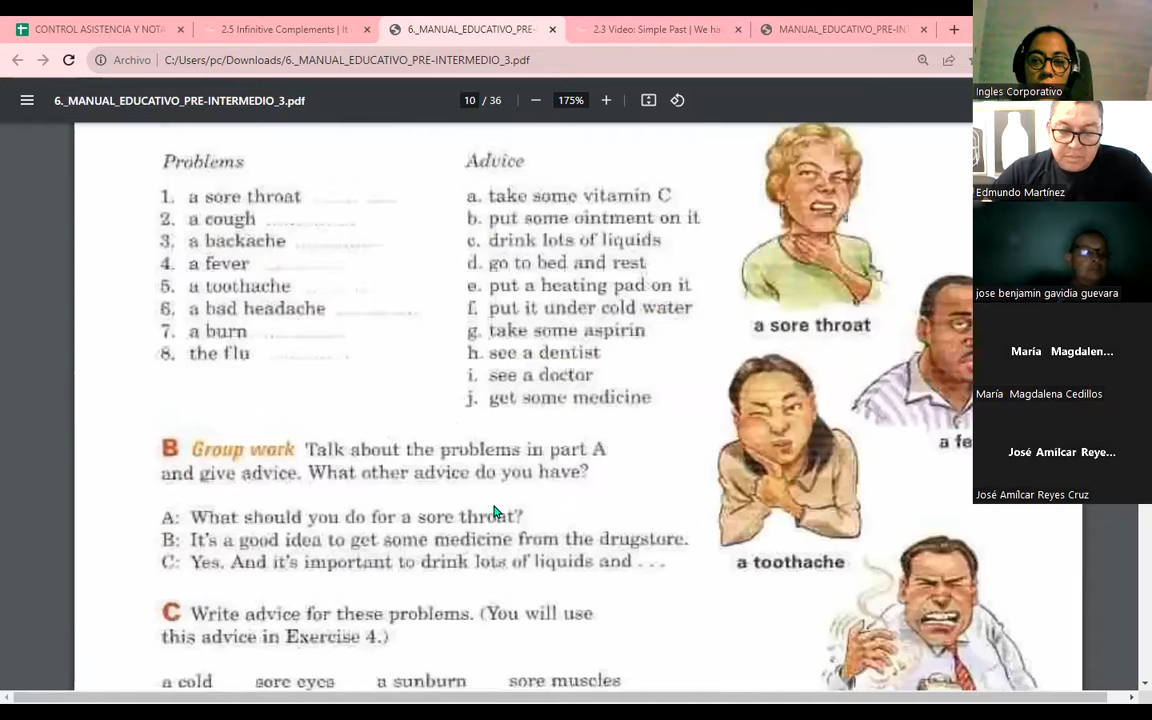 CONTROL ASISTENCIA Y NOTA
2.5 Infinitive Complements | It
6._MANUAL_EDUCATIVO_PRE-
2.3 Video: Simple Past | We ha
MANUAL_EDUCATIVO_PRE-IN
Archivo
C:/Users/pc/Downloads/6._MANUAL_EDUCATIVO_PRE-INTERMEDIO_3.pdf
6._MANUAL_EDUCATIVO_PRE-INTERMEDIO_3.pdf
10 / 36
175%
Problems
1. a sore throat
2. a cough
3. a backache
4. a fever
5. a toothache
6. a bad headache
7. a burn
8. the flu
Advice
a. take some vitamin C
b. put some ointment on it
c. drink lots of liquids
d. go to bed and rest
e. put a heating pad on it
f. put it under cold water
g. take some aspirin
h. see a dentist
i. see a doctor
j. get some medicine
a sore throat
a fe
a toothache
B Group work Talk about the problems in part A
and give advice. What other advice do you have?
A: What should you do for a sore throat?
B: It's a good idea to get some medicine from the drugstore.
C: Yes. And it's important to drink lots of liquids and . . .
C Write advice for these problems. (You will use
this advice in Exercise 4.)
a cold sore eyes a sunburn sore muscles
Ingles Corporativo
Edmundo Martínez
jose benjamin gavidia guevara
María Magdalen...
María Magdalena Cedillos
José Amilcar Reye...
José Amílcar Reyes Cruz